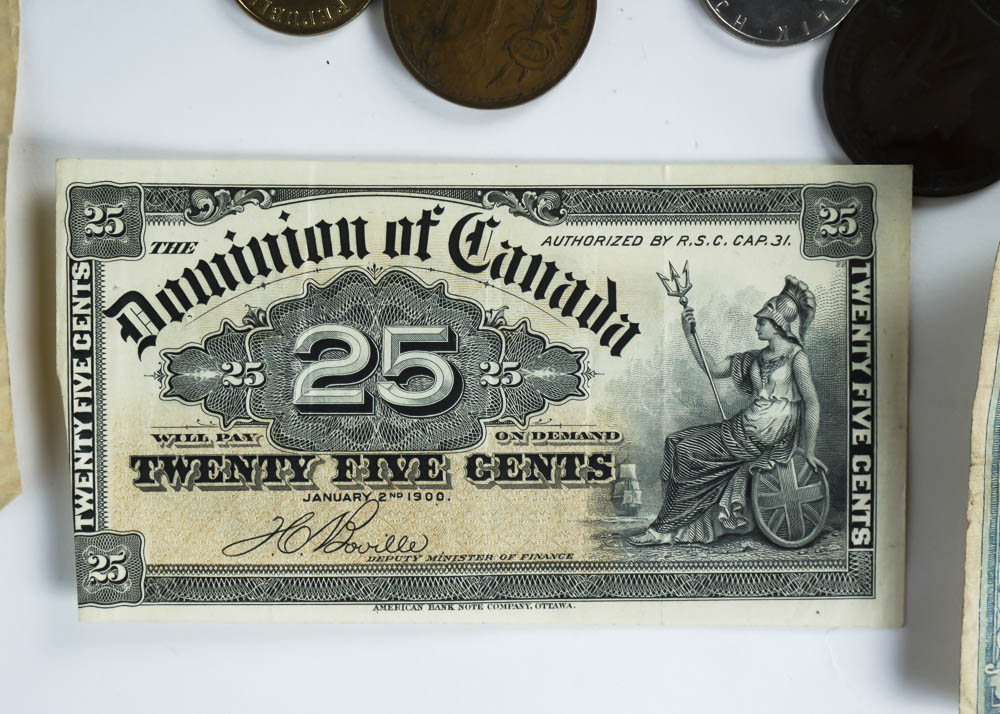 25
25
THE
Dominion of Canada
AUTHORIZED BY R.S.C. CAP. 31.
TWENTY FIVE CENTS
25
25
25
TWENTY FIVE CENTS
WILL PAY
ON DEMAND
TWENTY FIVE CENTS
JANUARY 2ND 1900.
H.C. Boville
DEPUTY MINISTER OF FINANCE
25
AMERICAN BANK NOTE COMPANY, OTTAWA.